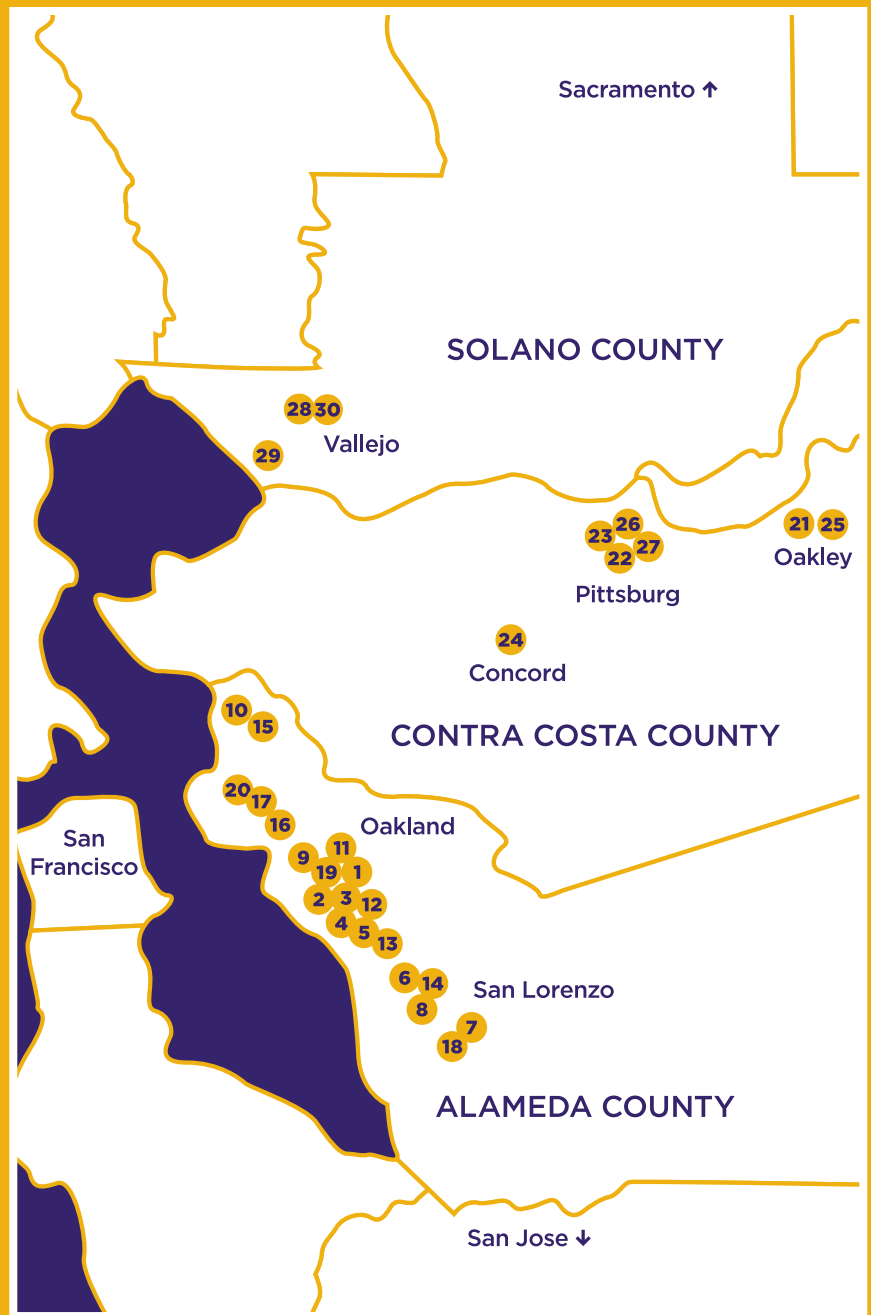 Sacramento ↑
SOLANO COUNTY
28 30
Vallejo
29
26
21 25
23
27
22
Oakley
Pittsburg
24
Concord
10
15
CONTRA COSTA COUNTY
20
17
16
Oakland
San
Francisco
11
9
19 1
2 3 12
4
5
13
6 14
San Lorenzo
8
7
18
ALAMEDA COUNTY
San Jose ↓